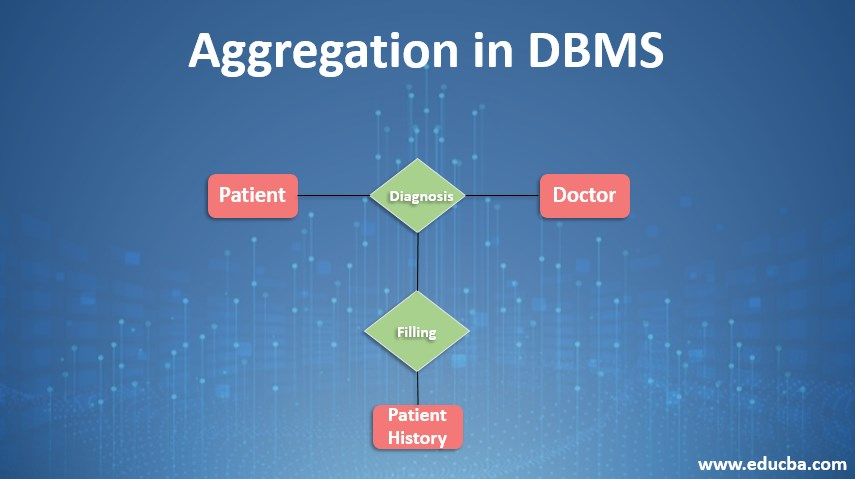 Aggregation in DBMS
Patient
Diagnosis
Doctor
Filling
Patient
History
www.educba.com